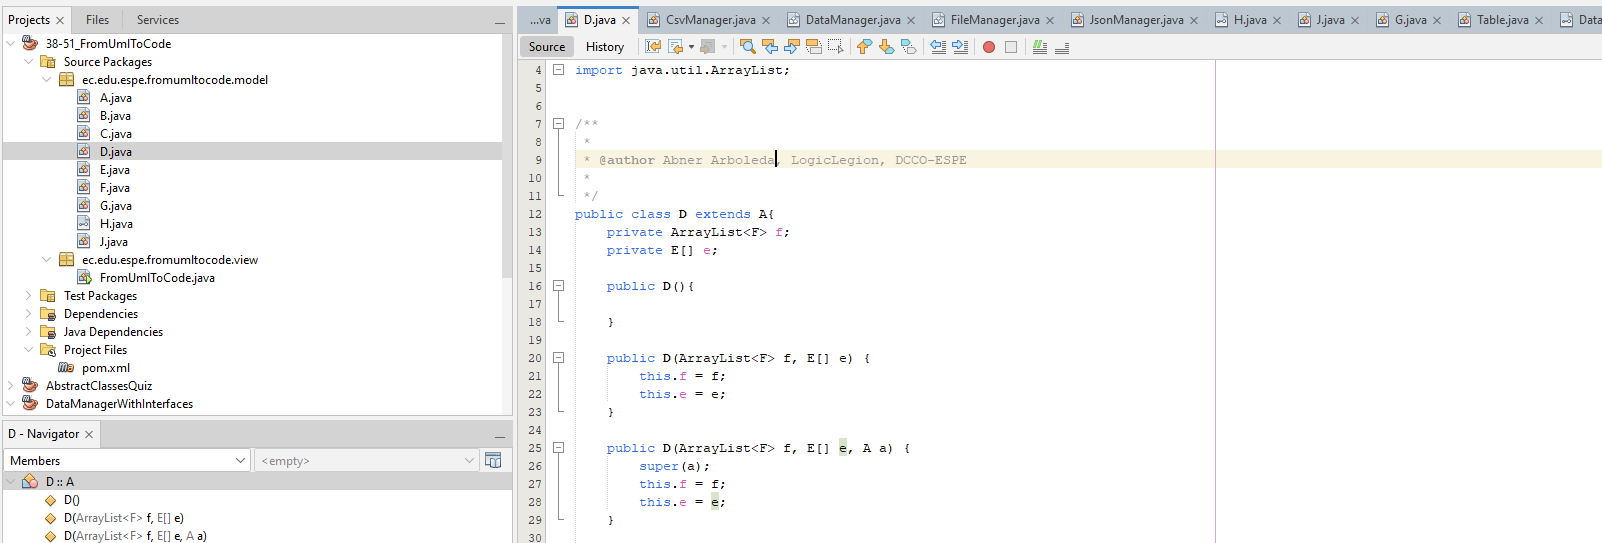 Projects
Files
Services
38-51_FromUmlToCode
Source Packages
ec.edu.espe.fromumltocode.model
A.java
B.java
C.java
D.java
E.java
F.java
G.java
H.java
J.java
ec.edu.espe.fromumltocode.view
FromUmlToCode.java
Test Packages
Dependencies
Java Dependencies
Project Files
pom.xml
AbstractClassesQuiz
DataManagerWithInterfaces
D - Navigator
Members
<empty>
D :: A
D()
D(ArrayList<F> f, E[] e)
D(ArrayList<F> f, E[] e, A a)
...va
D.java
CsvManager.java
DataManager.java
FileManager.java
JsonManager.java
H.java
J.java
G.java
Table.java
Data
Source
History
4 import java.util.ArrayList;
5
6
7 /**
8 *
9 * @author Abner Arboleda, LogicLegion, DCCO-ESPE
10 *
11 */
12 public class D extends A{
13 private ArrayList<F> f;
14 private E[] e;
15
16 public D(){
17
18 }
19
20 public D(ArrayList<F> f, E[] e) {
21 this.f = f;
22 this.e = e;
23 }
24
25 public D(ArrayList<F> f, E[] e, A a) {
26 super(a);
27 this.f = f;
28 this.e = e;
29 }
30